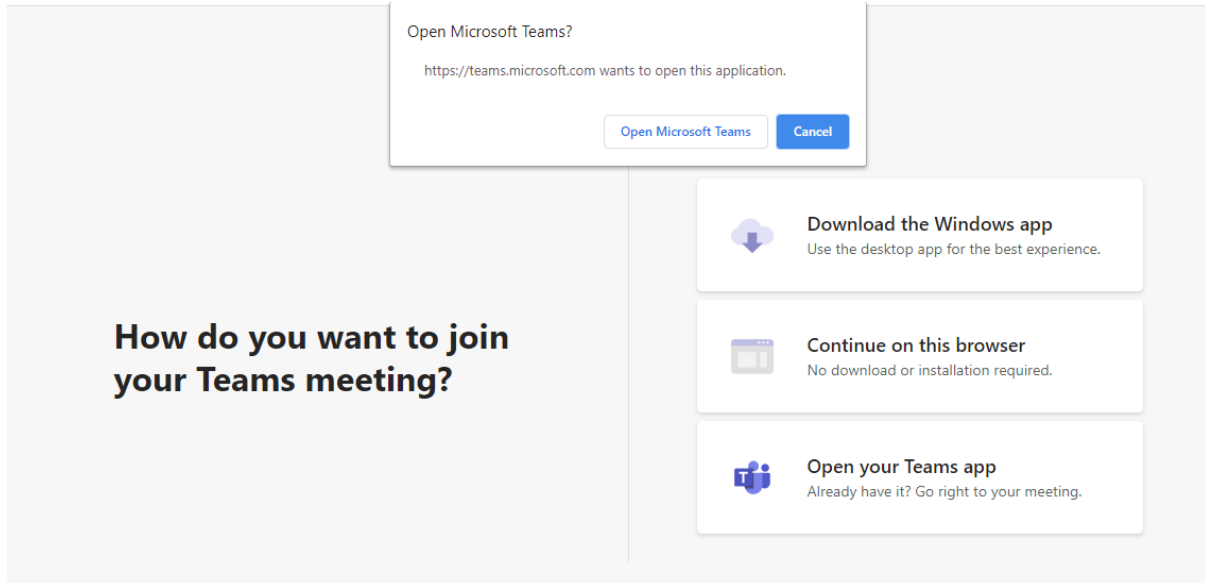 Open Microsoft Teams?
https://teams.microsoft.com wants to open this application.
Open Microsoft Teams
Cancel
How do you want to join
your Teams meeting?
Download the Windows app
Use the desktop app for the best experience.
Continue on this browser
No download or installation required.
T
Open your Teams app
Already have it? Go right to your meeting.